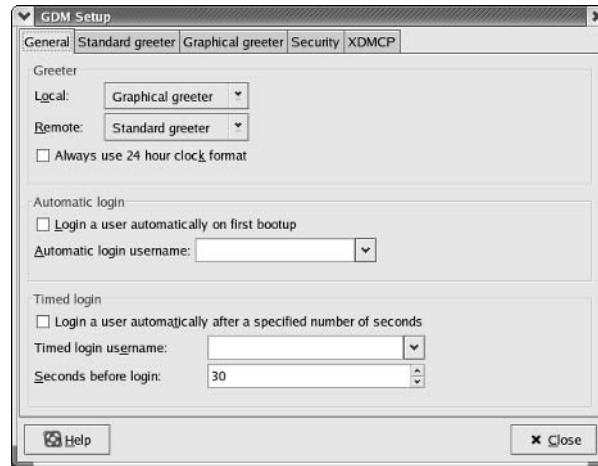 GDM Setup
General Standard greeter Graphical greeter Security XDMCP
Greeter
Local: Graphical greeter
Remote: Standard greeter
Always use 24 hour clock format
Automatic login
Login a user automatically on first bootup
Automatic login username:
Timed login
Login a user automatically after a specified number of seconds
Timed login username:
Seconds before login: 30
Help Close